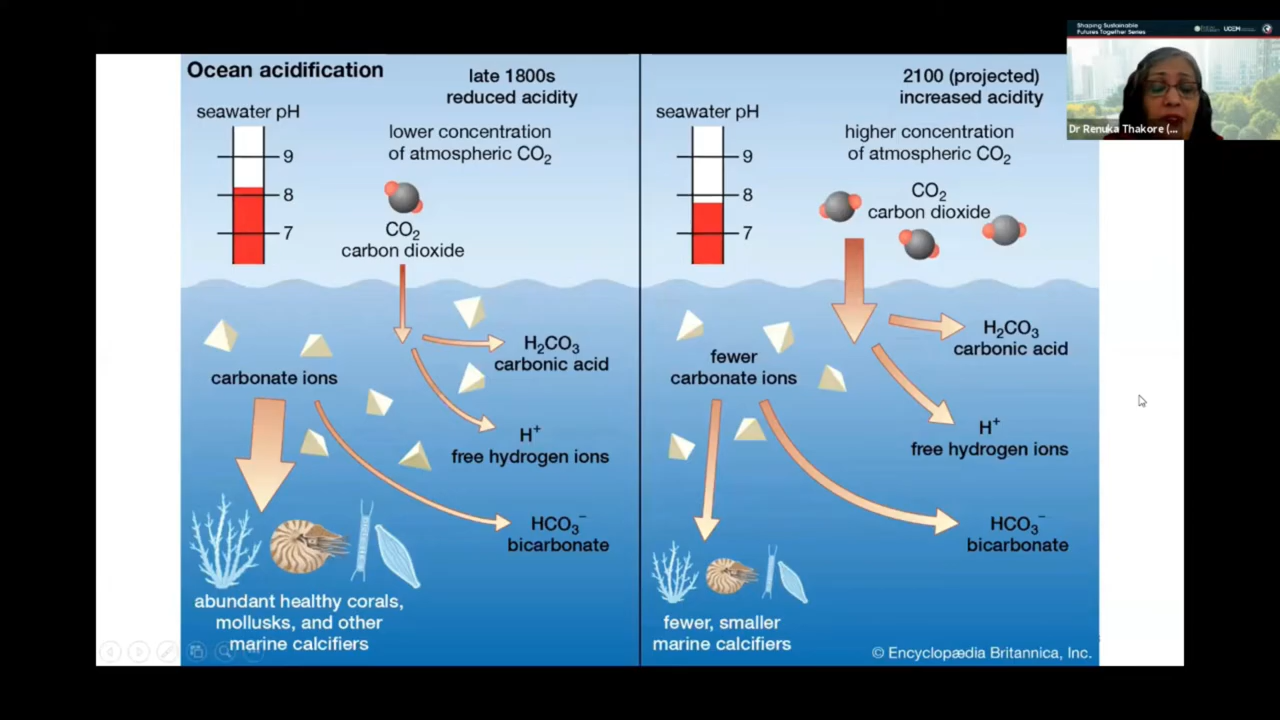 Shaping Sustainable
Futures Together Series
UCEM
Dr Renuka Thakore (...
Ocean acidification
late 1800s
reduced acidity
seawater pH
9
8
7
lower concentration
of atmospheric CO₂
CO₂
carbon dioxide
carbonate ions
H₂CO₃
carbonic acid
H⁺
free hydrogen ions
HCO₃⁻
bicarbonate
abundant healthy corals,
mollusks, and other
marine calcifiers
2100 (projected)
increased acidity
seawater pH
9
8
7
higher concentration
of atmospheric CO₂
CO₂
carbon dioxide
fewer
carbonate ions
H₂CO₃
carbonic acid
H⁺
free hydrogen ions
HCO₃⁻
bicarbonate
fewer, smaller
marine calcifiers
© Encyclopædia Britannica, Inc.